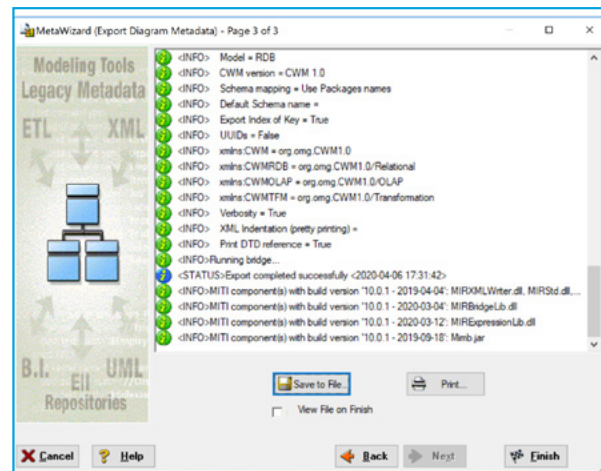 MetaWizard (Export Diagram Metadata) - Page 3 of 3
Modeling Tools
Legacy Metadata
ETL XML
B.I. UML
EII
Repositories
<INFO> Model = RDB
<INFO> CWM version = CWM 1.0
<INFO> Schema mapping = Use Packages names
<INFO> Default Schema name =
<INFO> Export Index of Key = True
<INFO> UUIDs = False
<INFO> xmlns:CWM = org.omg.CWM1.0
<INFO> xmlns:CWMRDB = org.omg.CWM1.0/Relational
<INFO> xmlns:CWMOLAP = org.omg.CWM1.0/OLAP
<INFO> xmlns:CWMTFM = org.omg.CWM1.0/Transformation
<INFO> Verbosity = True
<INFO> XML Indentation (pretty printing) =
<INFO> Print DTD reference = True
<INFO>Running bridge...
<STATUS>Export completed successfully <2020-04-06 17:31:42>
<INFO>MITI component(s) with build version '10.0.1 - 2019-04-04': MIRXMLWriter.dll, MIRStd.dll,...
<INFO>MITI component(s) with build version '10.0.1 - 2020-03-04': MIRBridgeLib.dll
<INFO>MITI component(s) with build version '10.0.1 - 2020-03-12': MIRExpressionLib.dll
<INFO>MITI component(s) with build version '10.0.1 - 2019-09-18': Mimb.jar
Save to File... Print...
View File on Finish
Cancel Help Back Next Finish